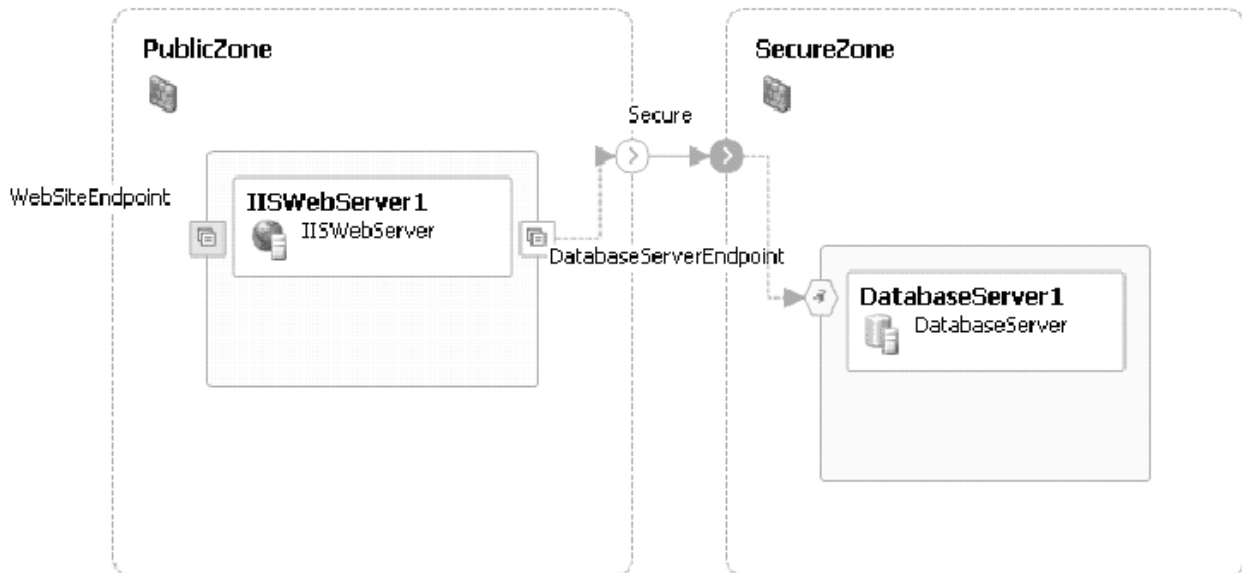 PublicZone
SecureZone
Secure
WebSiteEndpoint
IISWebServer1
IISWebServer
DatabaseServerEndpoint
DatabaseServer1
DatabaseServer